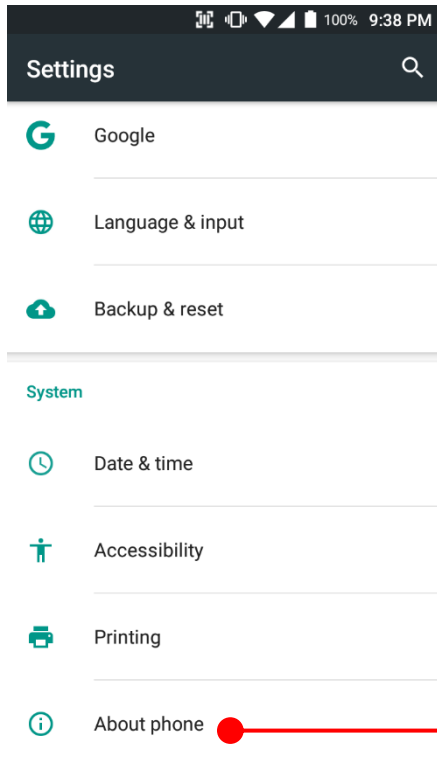 100% 9:38 PM
Settings
Google
Language & input
Backup & reset
System
Date & time
Accessibility
Printing
About phone